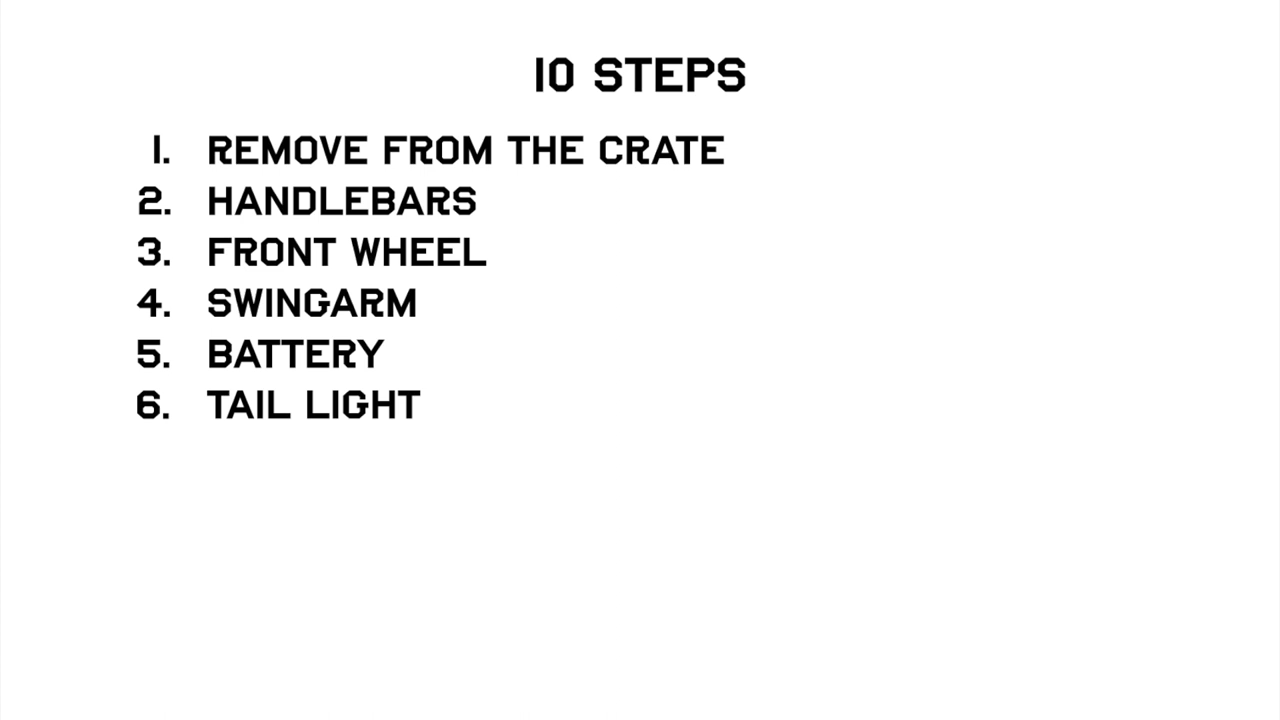 10 STEPS
1. REMOVE FROM THE CRATE
2. HANDLEBARS
3. FRONT WHEEL
4. SWINGARM
5. BATTERY
6. TAIL LIGHT